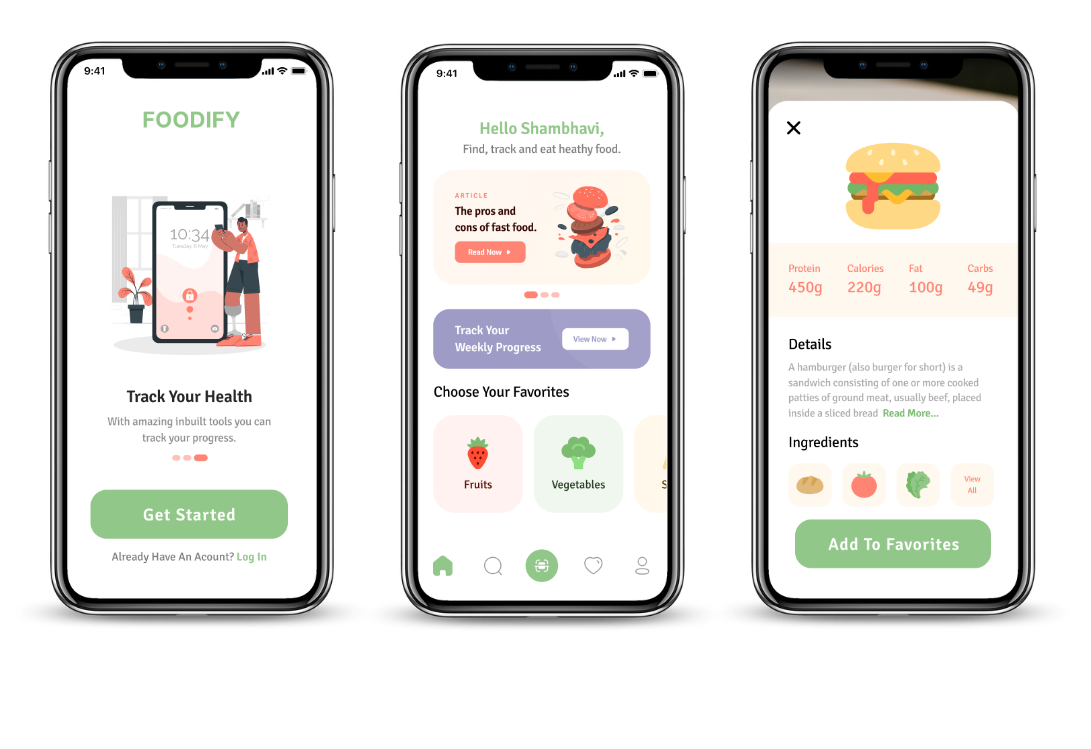 9:41
FOODIFY
10:34
Tuesday, 11 May
Track Your Health
With amazing inbuilt tools you can
track your progress.
Get Started
Already Have An Acount? Log In
9:41
Hello Shambhavi,
Find, track and eat heathy food.
ARTICLE
The pros and
cons of fast food.
Read Now
Track Your
Weekly Progress
View Now
Choose Your Favorites
Fruits
Vegetables
S
Protein Calories Fat Carbs
450g 220g 100g 49g
Details
A hamburger (also burger for short) is a
sandwich consisting of one or more cooked
patties of ground meat, usually beef, placed
inside a sliced bread Read More...
Ingredients
View
All
Add To Favorites